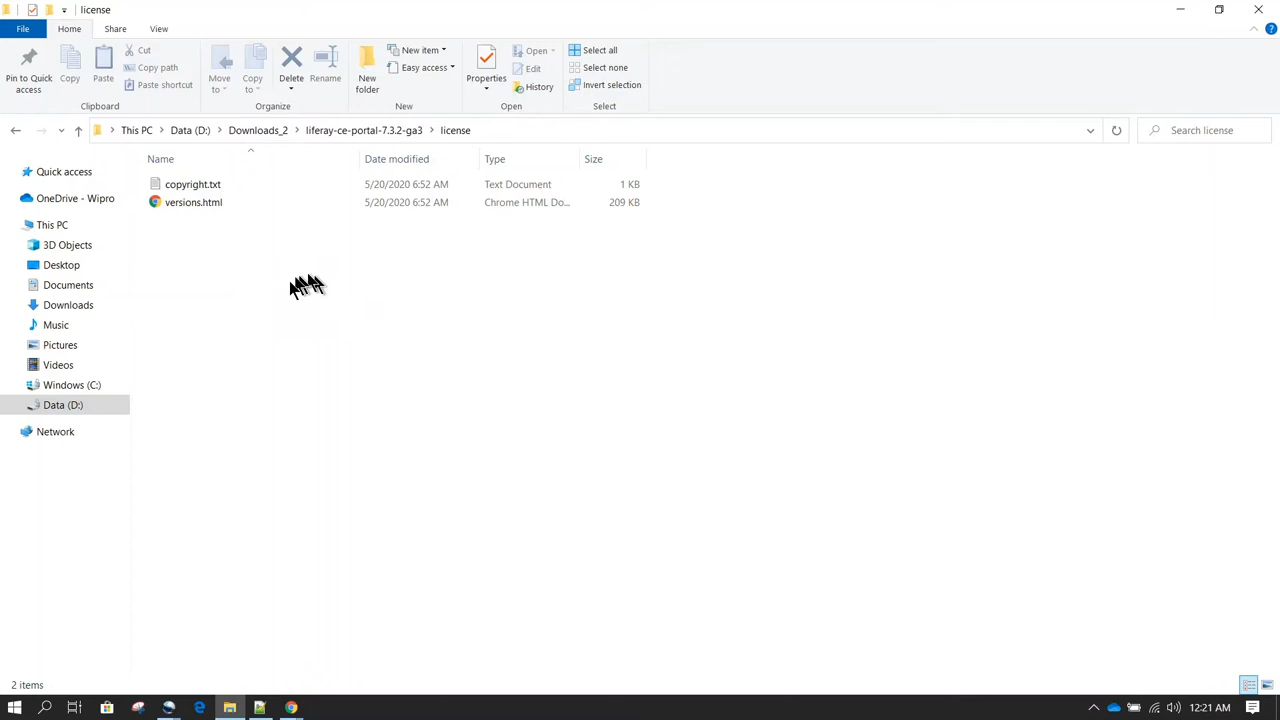 license
File
Home
Share
View
Pin to Quick
access
Copy
Paste
Cut
Copy path
Paste shortcut
Clipboard
Move
to
Copy
to
Delete
Rename
Organize
New
folder
New item
Easy access
New
Properties
Open
Edit
History
Open
Select all
Select none
Invert selection
Select
This PC
Data (D:)
Downloads_2
liferay-ce-portal-7.3.2-ga3
license
Search license
Name
Date modified
Type
Size
copyright.txt
5/20/2020 6:52 AM
Text Document
1 KB
versions.html
5/20/2020 6:52 AM
Chrome HTML Do...
209 KB
Quick access
OneDrive - Wipro
This PC
3D Objects
Desktop
Documents
Downloads
Music
Pictures
Videos
Windows (C:)
Data (D:)
Network
2 items
12:21 AM